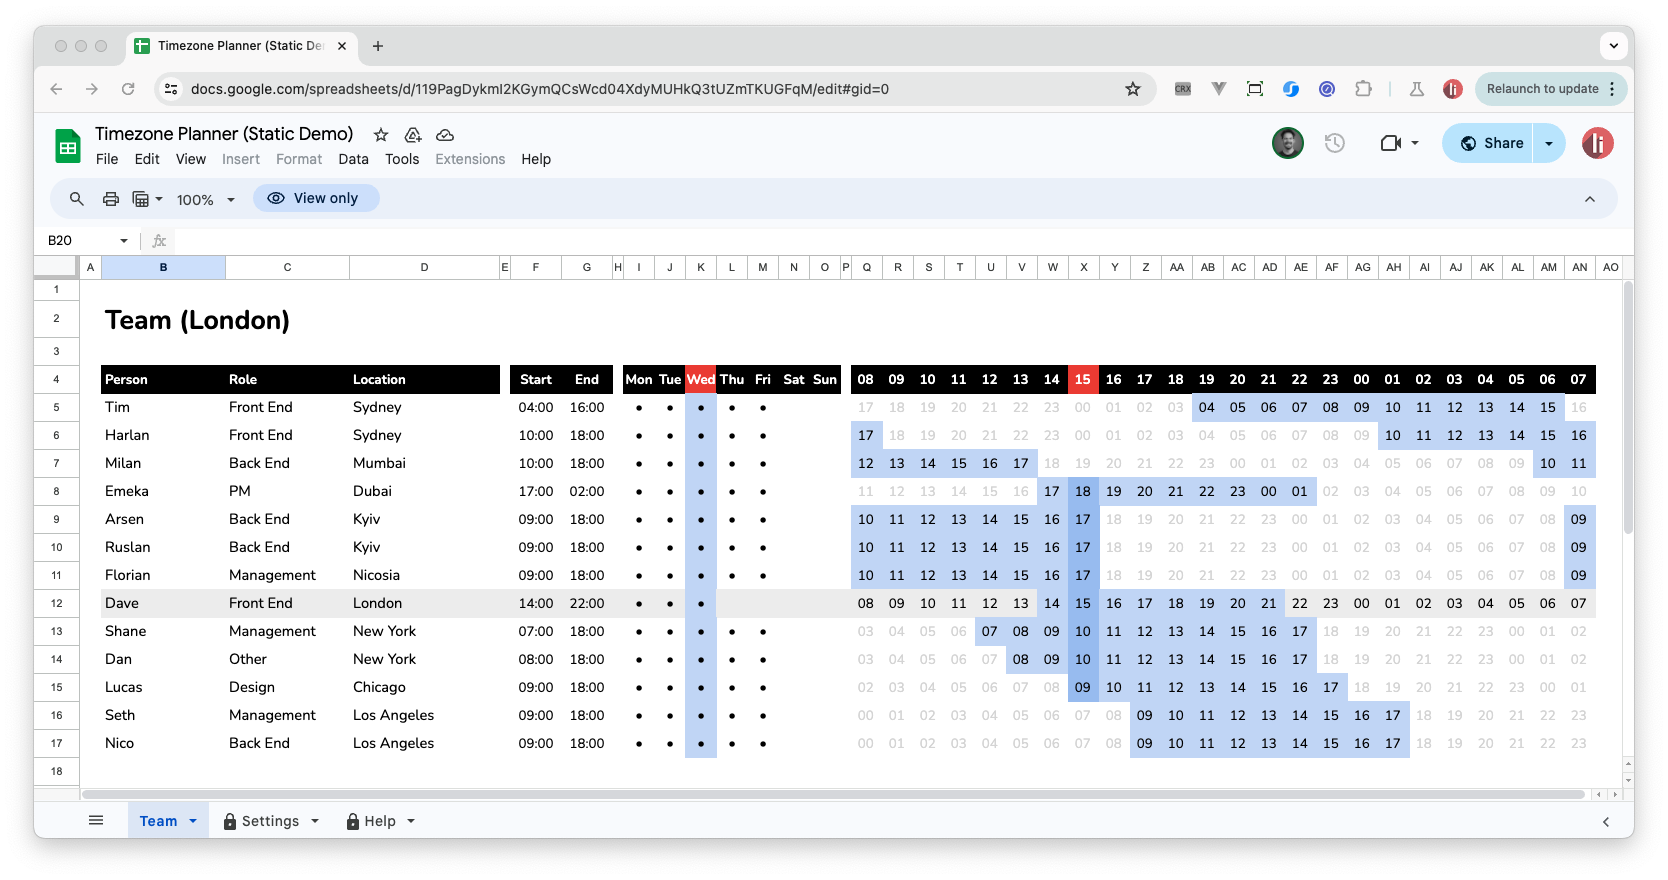 Timezone Planner (Static De
docs.google.com/spreadsheets/d/119PagDykmI2KGymQCsWcd04XdyMUHkQ3tUZmTKUGFqM/edit#gid=0
CRX
Relaunch to update
Timezone Planner (Static Demo)
File Edit View Insert Format Data Tools Extensions Help
Share
100% View only
B20 fx
A B C D E F G H I J K L M N O P Q R S T U V W X Y Z AA AB AC AD AE AF AG AH AI AJ AK AL AM AN AO
1
2 Team (London)
3
4 Person Role Location Start End Mon Tue Wed Thu Fri Sat Sun 08 09 10 11 12 13 14 15 16 17 18 19 20 21 22 23 00 01 02 03 04 05 06 07
5 Tim Front End Sydney 04:00 16:00 • • • • • 17 18 19 20 21 22 23 00 01 02 03 04 05 06 07 08 09 10 11 12 13 14 15 16
6 Harlan Front End Sydney 10:00 18:00 • • • • • 17 18 19 20 21 22 23 00 01 02 03 04 05 06 07 08 09 10 11 12 13 14 15 16
7 Milan Back End Mumbai 10:00 18:00 • • • • • 12 13 14 15 16 17 18 19 20 21 22 23 00 01 02 03 04 05 06 07 08 09 10 11
8 Emeka PM Dubai 17:00 02:00 • • • • • 11 12 13 14 15 16 17 18 19 20 21 22 23 00 01 02 03 04 05 06 07 08 09 10
9 Arsen Back End Kyiv 09:00 18:00 • • • • • 10 11 12 13 14 15 16 17 18 19 20 21 22 23 00 01 02 03 04 05 06 07 08 09
10 Ruslan Back End Kyiv 09:00 18:00 • • • • • 10 11 12 13 14 15 16 17 18 19 20 21 22 23 00 01 02 03 04 05 06 07 08 09
11 Florian Management Nicosia 09:00 18:00 • • • • • 10 11 12 13 14 15 16 17 18 19 20 21 22 23 00 01 02 03 04 05 06 07 08 09
12 Dave Front End London 14:00 22:00 • • • 08 09 10 11 12 13 14 15 16 17 18 19 20 21 22 23 00 01 02 03 04 05 06 07
13 Shane Management New York 07:00 18:00 • • • • • 03 04 05 06 07 08 09 10 11 12 13 14 15 16 17 18 19 20 21 22 23 00 01 02
14 Dan Other New York 08:00 18:00 • • • • • 03 04 05 06 07 08 09 10 11 12 13 14 15 16 17 18 19 20 21 22 23 00 01 02
15 Lucas Design Chicago 09:00 18:00 • • • • • 02 03 04 05 06 07 08 09 10 11 12 13 14 15 16 17 18 19 20 21 22 23 00 01
16 Seth Management Los Angeles 09:00 18:00 • • • • • 00 01 02 03 04 05 06 07 08 09 10 11 12 13 14 15 16 17 18 19 20 21 22 23
17 Nico Back End Los Angeles 09:00 18:00 • • • • • 00 01 02 03 04 05 06 07 08 09 10 11 12 13 14 15 16 17 18 19 20 21 22 23
18
Team Settings Help